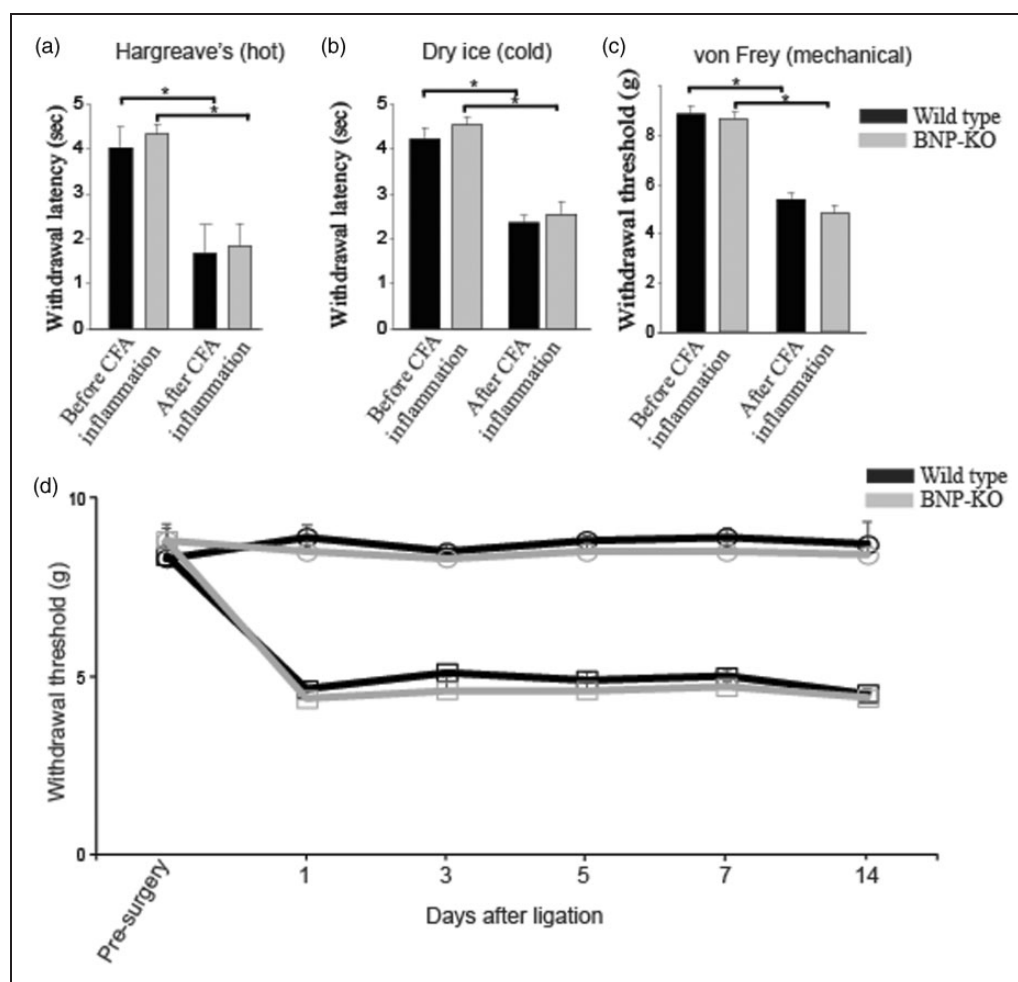 (a)
Hargreave's (hot)
(b)
Dry ice (cold)
(c)
von Frey (mechanical)
*
*
*
*
*
*
Wild type
BNP-KO
Withdrawal latency (sec)
5
4
3
2
1
0
Before CFA
inflammation
After CFA
inflammation
Withdrawal latency (sec)
5
4
3
2
1
0
Before CFA
inflammation
After CFA
inflammation
Withdrawal threshold (g)
8
6
4
2
0
Before CFA
inflammation
After CFA
inflammation
(d)
Wild type
BNP-KO
Withdrawal threshold (g)
10
5
0
Pre-surgery
1
3
5
7
14
Days after ligation